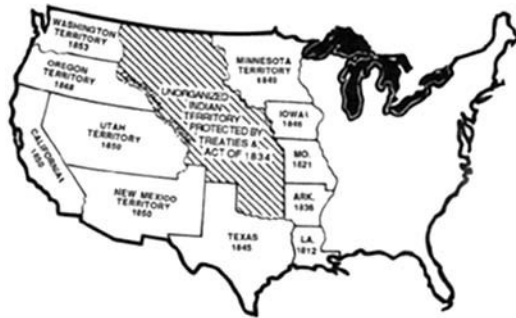 WASHINGTON
TERRITORY
1853
OREGON
TERRITORY
1848
UTAH
TERRITORY
1850
CALIFORNIA
1850
NEW MEXICO
TERRITORY
1850
UNORGANIZED
INDIAN
TERRITORY
PROTECTED BY
TREATIES &
ACT OF 1834
MINNESOTA
TERRITORY
1849
IOWA
1846
MO.
1821
ARK.
1836
LA.
1812
TEXAS
1845